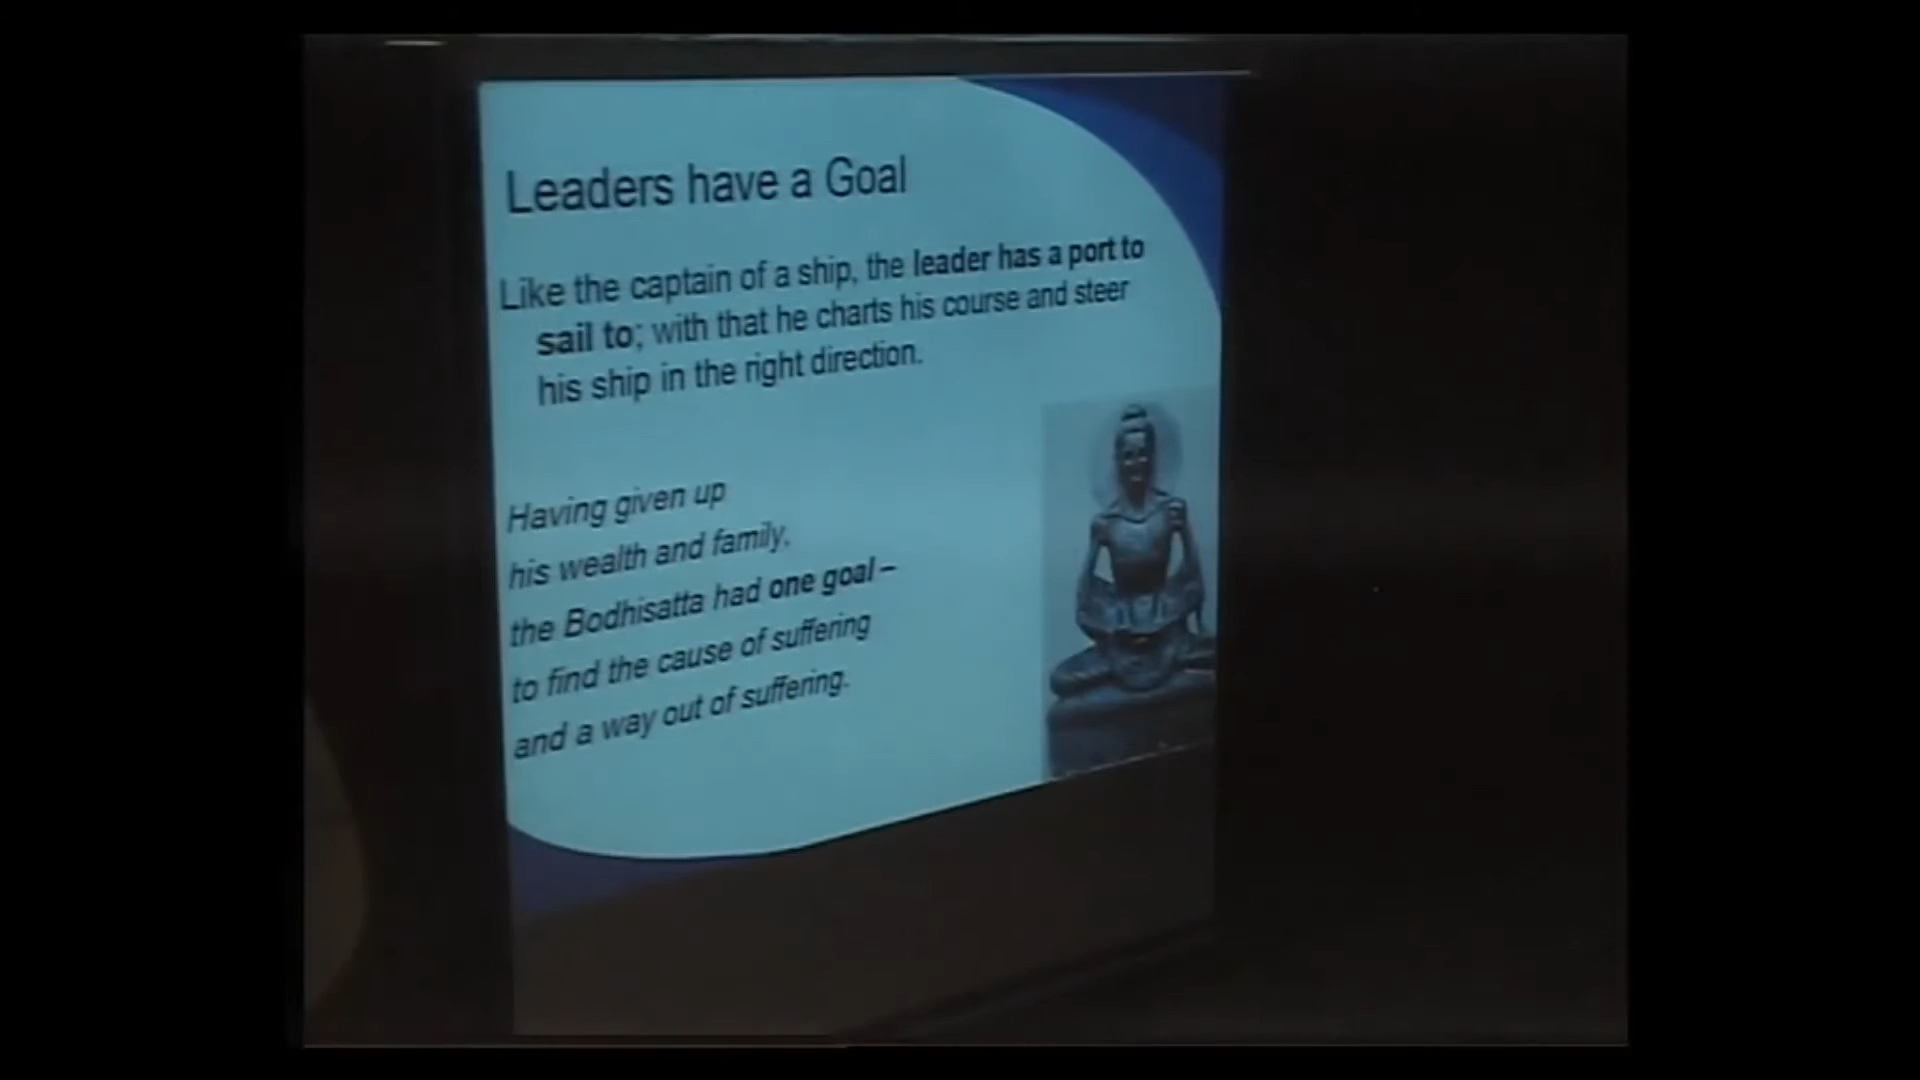 Leaders have a Goal
Like the captain of a ship, the leader has a port to
sail to; with that he charts his course and steer
his ship in the right direction.
Having given up
his wealth and family,
the Bodhisatta had one goal –
to find the cause of suffering
and a way out of suffering.